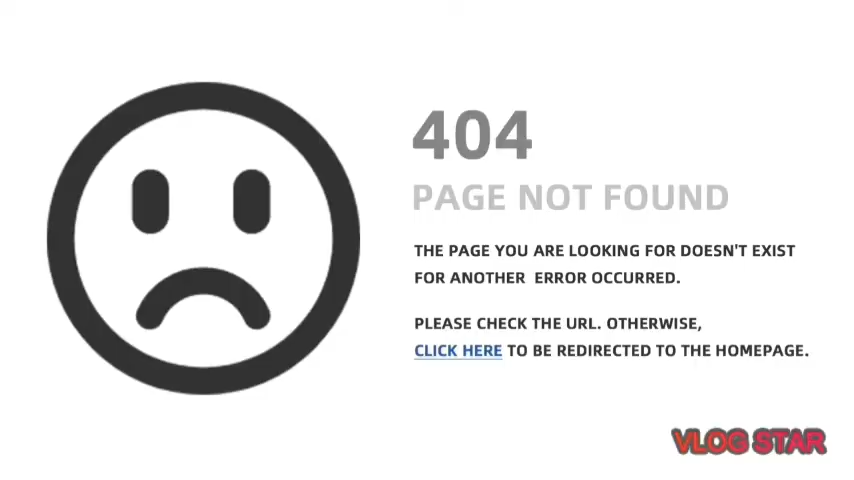 404
PAGE NOT FOUND
THE PAGE YOU ARE LOOKING FOR DOESN'T EXIST
FOR ANOTHER  ERROR OCCURRED.
PLEASE CHECK THE URL. OTHERWISE,
CLICK HERE TO BE REDIRECTED TO THE HOMEPAGE.
VLOG STAR